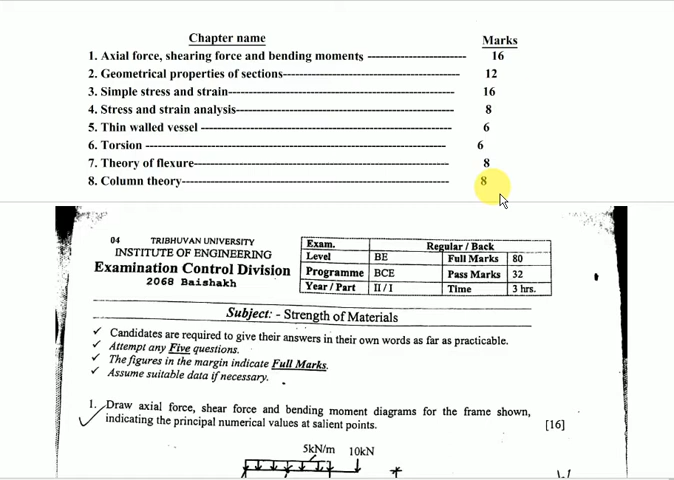 Chapter name Marks
1. Axial force, shearing force and bending moments ------------------------- 16
2. Geometrical properties of sections--------------------------------------------- 12
3. Simple stress and strain--------------------------------------------------------- 16
4. Stress and strain analysis------------------------------------------------------- 8
5. Thin walled vessel --------------------------------------------------------------- 6
6. Torsion ---------------------------------------------------------------------------- 6
7. Theory of flexure---------------------------------------------------------------- 8
8. Column theory------------------------------------------------------------------- 8
04 TRIBHUVAN UNIVERSITY
INSTITUTE OF ENGINEERING
Examination Control Division
2068 Baishakh
Exam. Regular / Back
Level BE Full Marks 80
Programme BCE Pass Marks 32
Year / Part II / I Time 3 hrs.
Subject: - Strength of Materials
✓ Candidates are required to give their answers in their own words as far as practicable.
✓ Attempt any Five questions.
✓ The figures in the margin indicate Full Marks.
✓ Assume suitable data if necessary.
1. Draw axial force, shear force and bending moment diagrams for the frame shown,
indicating the principal numerical values at salient points. [16]
5kN/m 10kN